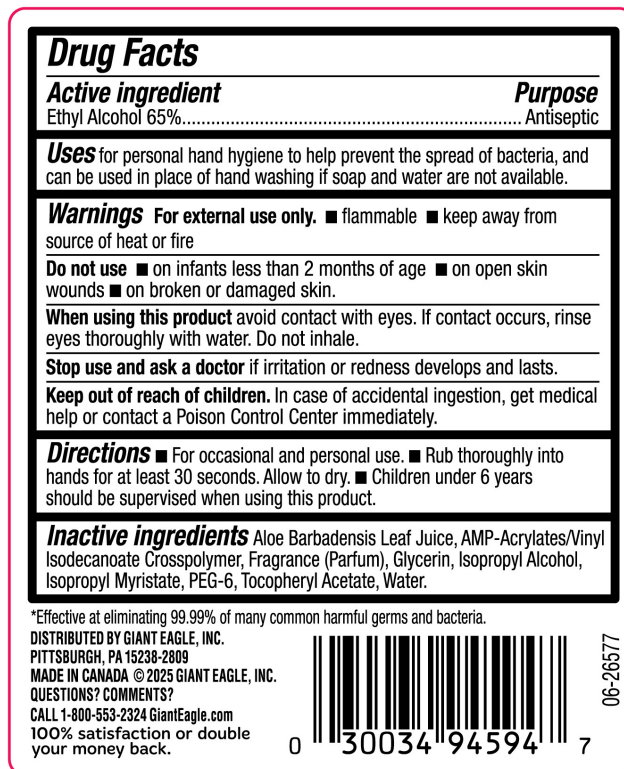 Drug Facts
Active ingredient Purpose
Ethyl Alcohol 65%.................................................................... Antiseptic
Uses for personal hand hygiene to help prevent the spread of bacteria, and
can be used in place of hand washing if soap and water are not available.
Warnings For external use only. ■ flammable ■ keep away from
source of heat or fire
Do not use ■ on infants less than 2 months of age ■ on open skin
wounds ■ on broken or damaged skin.
When using this product avoid contact with eyes. If contact occurs, rinse
eyes thoroughly with water. Do not inhale.
Stop use and ask a doctor if irritation or redness develops and lasts.
Keep out of reach of children. In case of accidental ingestion, get medical
help or contact a Poison Control Center immediately.
Directions ■ For occasional and personal use. ■ Rub thoroughly into
hands for at least 30 seconds. Allow to dry. ■ Children under 6 years
should be supervised when using this product.
Inactive ingredients Aloe Barbadensis Leaf Juice, AMP-Acrylates/Vinyl
Isodecanoate Crosspolymer, Fragrance (Parfum), Glycerin, Isopropyl Alcohol,
Isopropyl Myristate, PEG-6, Tocopheryl Acetate, Water.
*Effective at eliminating 99.99% of many common harmful germs and bacteria.
DISTRIBUTED BY GIANT EAGLE, INC.
PITTSBURGH, PA 15238-2809
MADE IN CANADA © 2025 GIANT EAGLE, INC.
QUESTIONS? COMMENTS?
CALL 1-800-553-2324 GiantEagle.com
100% satisfaction or double
your money back.
0 30034 94594 7
06-26577